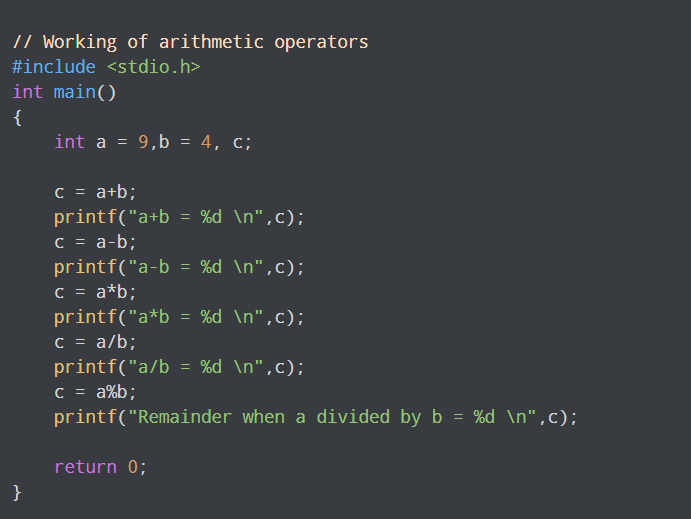 // Working of arithmetic operators
#include <stdio.h>
int main()
{
    int a = 9,b = 4, c;

    c = a+b;
    printf("a+b = %d \n",c);
    c = a-b;
    printf("a-b = %d \n",c);
    c = a*b;
    printf("a*b = %d \n",c);
    c = a/b;
    printf("a/b = %d \n",c);
    c = a%b;
    printf("Remainder when a divided by b = %d \n",c);

    return 0;
}